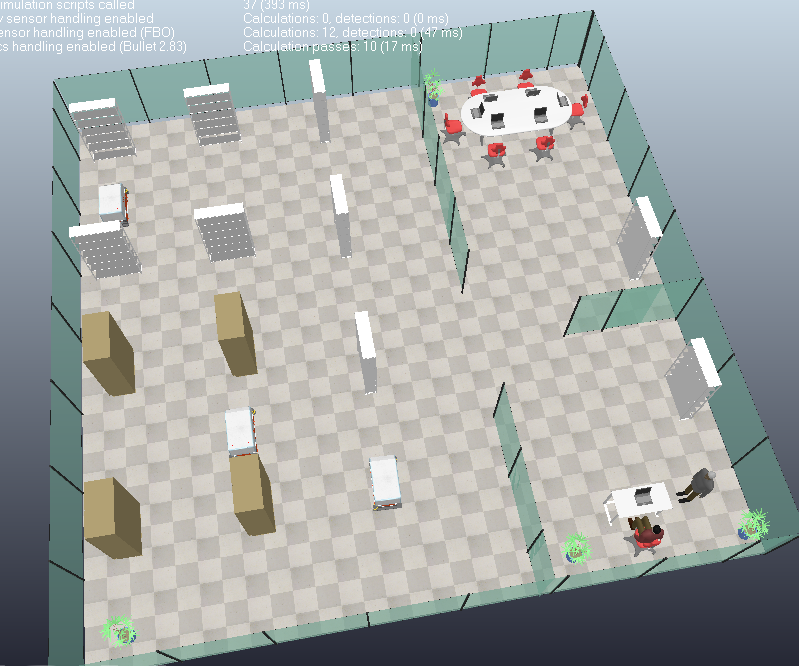 imulation scripts called 37 (393 ms)
sensor handling enabled Calculations: 0, detections: 0 (0 ms)
ensor handling enabled (FBO) Calculations: 12, detections: 0 (47 ms)
cs handling enabled (Bullet 2.83) Calculation passes: 10 (17 ms)